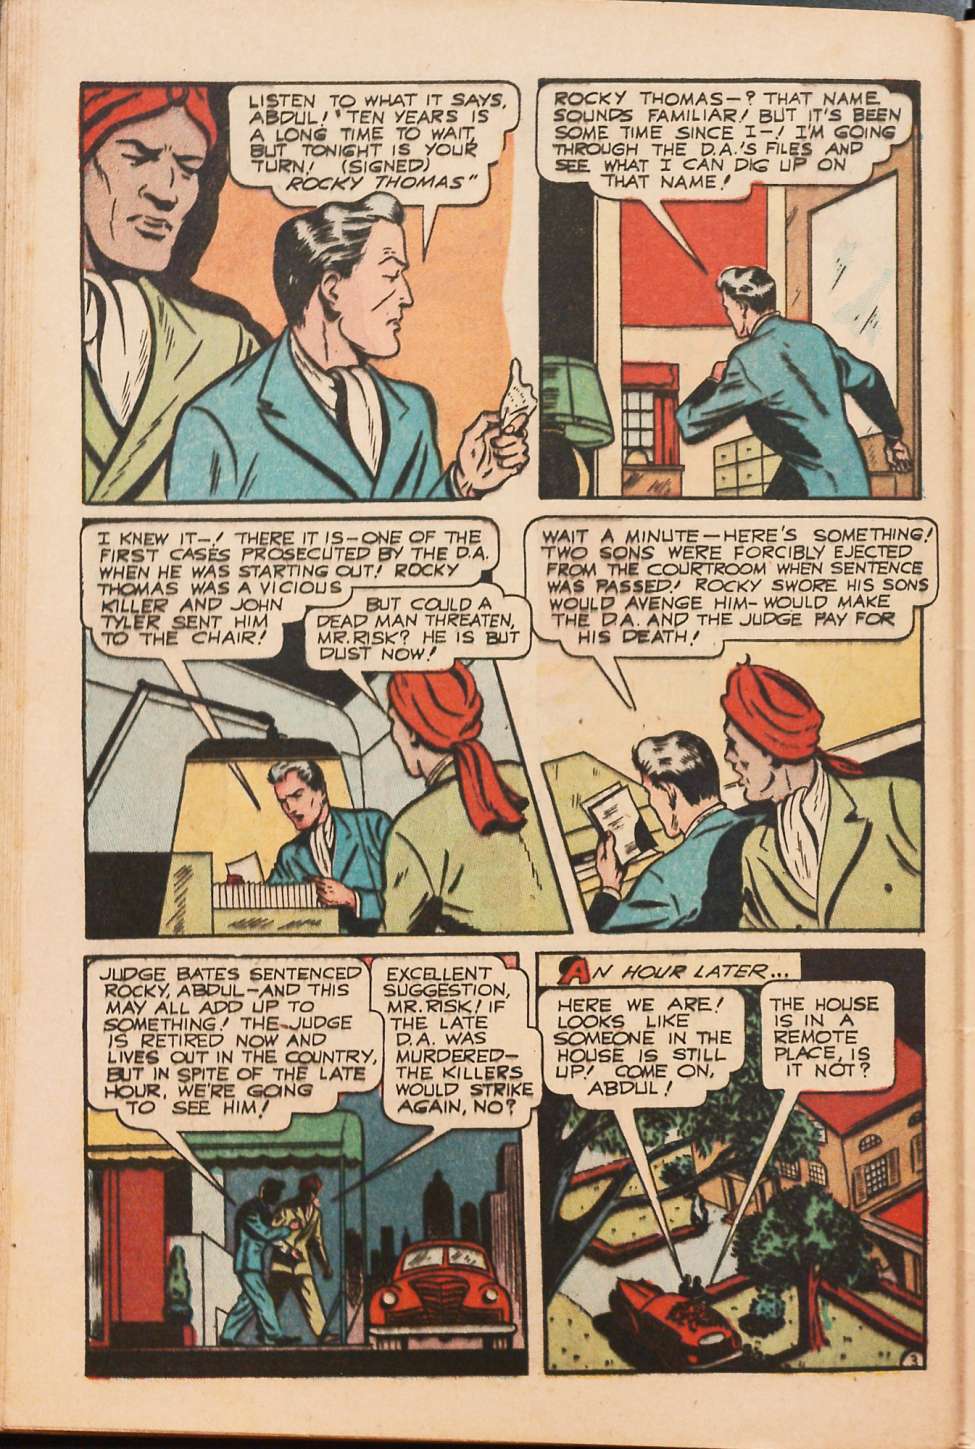 LISTEN TO WHAT IT SAYS,
ABDUL! 'TEN YEARS IS
A LONG TIME TO WAIT,
BUT TONIGHT IS YOUR
TURN! (SIGNED)
ROCKY THOMAS"
ROCKY THOMAS—? THAT NAME
SOUNDS FAMILIAR! BUT IT'S BEEN
SOME TIME SINCE I—! I'M GOING
THROUGH THE D.A.'S FILES AND
SEE WHAT I CAN DIG UP ON
THAT NAME!
I KNEW IT—! THERE IT IS—ONE OF THE
FIRST CASES PROSECUTED BY THE D.A.
WHEN HE WAS STARTING OUT! ROCKY
THOMAS WAS A VICIOUS
KILLER AND JOHN
TYLER SENT HIM
TO THE CHAIR!
BUT COULD A
DEAD MAN THREATEN,
MR. RISK? HE IS BUT
DUST NOW!
WAIT A MINUTE—HERE'S SOMETHING!
TWO SONS WERE FORCIBLY EJECTED
FROM THE COURTROOM WHEN SENTENCE
WAS PASSED! ROCKY SWORE HIS SONS
WOULD AVENGE HIM—WOULD MAKE
THE D.A. AND THE JUDGE PAY FOR
HIS DEATH!
JUDGE BATES SENTENCED
ROCKY, ABDUL—AND THIS
MAY ALL ADD UP TO
SOMETHING! THE JUDGE
IS RETIRED NOW AND
LIVES OUT IN THE COUNTRY,
BUT IN SPITE OF THE LATE
HOUR, WE'RE GOING
TO SEE HIM!
EXCELLENT
SUGGESTION,
MR. RISK! IF
THE LATE
D.A. WAS
MURDERED—
THE KILLERS
WOULD STRIKE
AGAIN, NO?
AN HOUR LATER...
HERE WE ARE!
LOOKS LIKE
SOMEONE IN THE
HOUSE IS STILL
UP! COME ON,
ABDUL!
THE HOUSE
IS IN A
REMOTE
PLACE, IS
IT NOT?
3